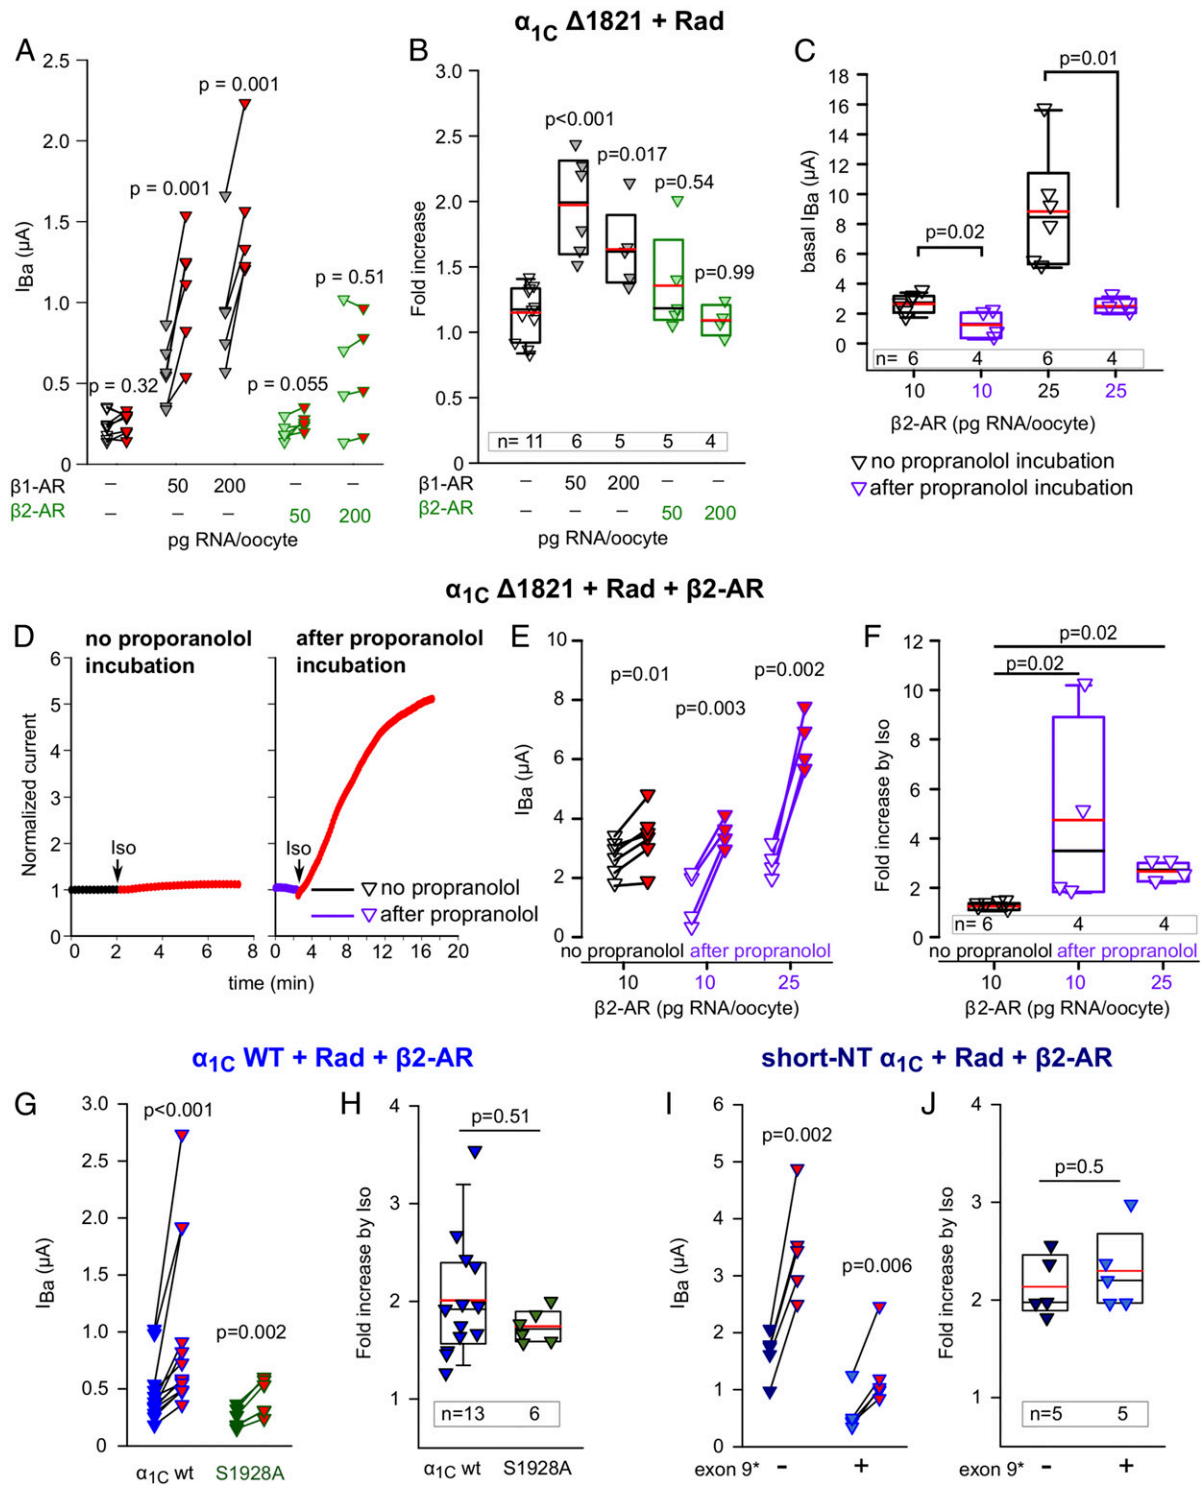 α1C Δ1821 + Rad
A
2.5
2.0
1.5
1.0
0.5
0
IBa (μA)
p = 0.32
p = 0.001
p = 0.001
p = 0.055
p = 0.51
β1-AR – 50 200 – –
β2-AR – – – 50 200
pg RNA/oocyte
B
3.0
2.5
2.0
1.5
1.0
0.5
0
Fold increase
p<0.001
p=0.017
p=0.54
p=0.99
n= 11 6 5 5 4
– 50 200 – –
– – – 50 200
pg RNA/oocyte
C
18
16
14
12
10
8
6
4
2
0
basal IBa (μA)
p=0.02
p=0.01
n= 6 4 6 4
10 10 25 25
β2-AR (pg RNA/oocyte)
no propranolol incubation
after propranolol incubation
α1C Δ1821 + Rad + β2-AR
D
no proporanolol
incubation
after proporanolol
incubation
6
5
4
3
2
1
0
Normalized current
Iso
Iso
no propranolol
after propranolol
0 2 4 6 8
0 4 8 12 16 20
time (min)
E
10
8
6
4
2
0
IBa (μA)
p=0.01
p=0.003
p=0.002
no propranolol after propranolol
10 10 25
β2-AR (pg RNA/oocyte)
F
12
10
8
6
4
2
0
Fold increase by Iso
p=0.02
p=0.02
n= 6 4 4
no propranolol after propranolol
10 10 25
β2-AR (pg RNA/oocyte)
α1C WT + Rad + β2-AR
G
3.0
2.5
2.0
1.5
1.0
0.5
0
IBa (μA)
p<0.001
p=0.002
α1C wt S1928A
H
4
3
2
1
Fold increase by Iso
p=0.51
n=13 6
α1C wt S1928A
short-NT α1C + Rad + β2-AR
I
6
5
4
3
2
1
0
IBa (μA)
p=0.002
p=0.006
exon 9* - +
J
4
3
2
1
Fold increase by Iso
p=0.5
n=5 5
exon 9* - +